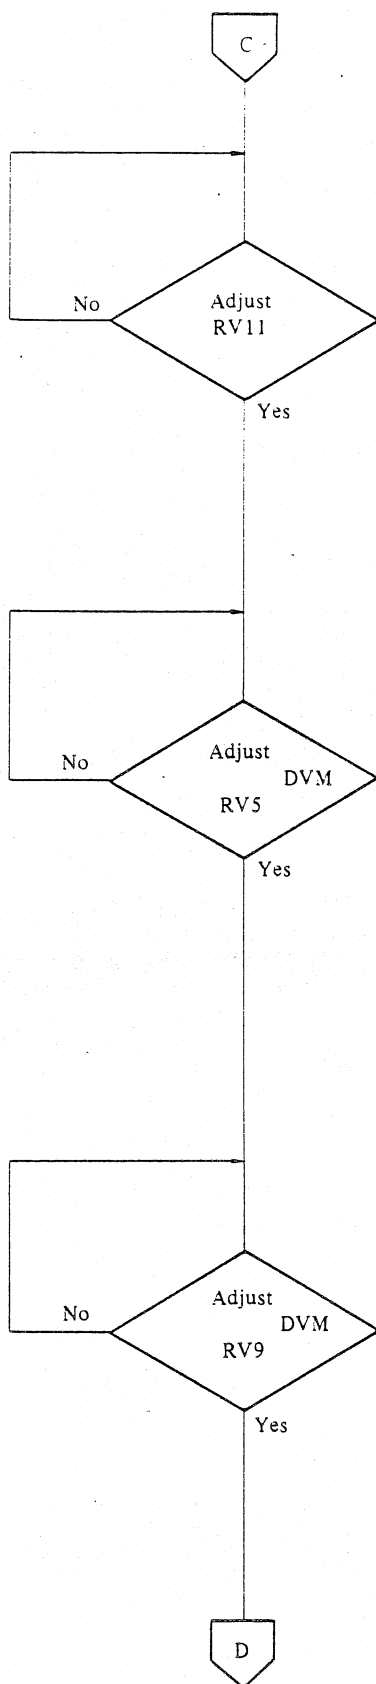 C
No
Adjust
RV11
Yes
No
Adjust
DVM
RV5
Yes
No
Adjust
DVM
RV9
Yes
D